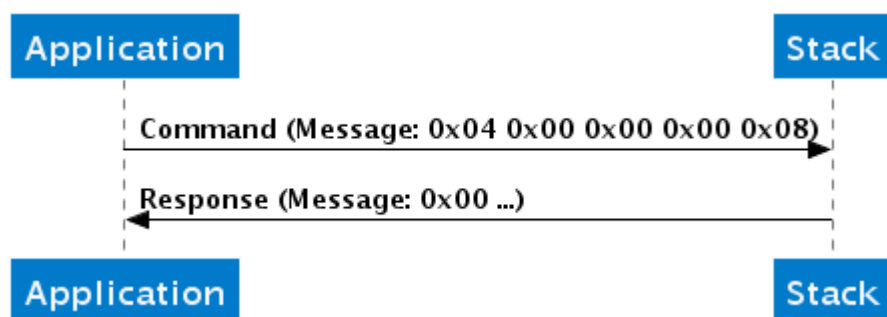 Application Stack
Command (Message: 0x04 0x00 0x00 0x00 0x08)
Response (Message: 0x00 ...)
Application Stack